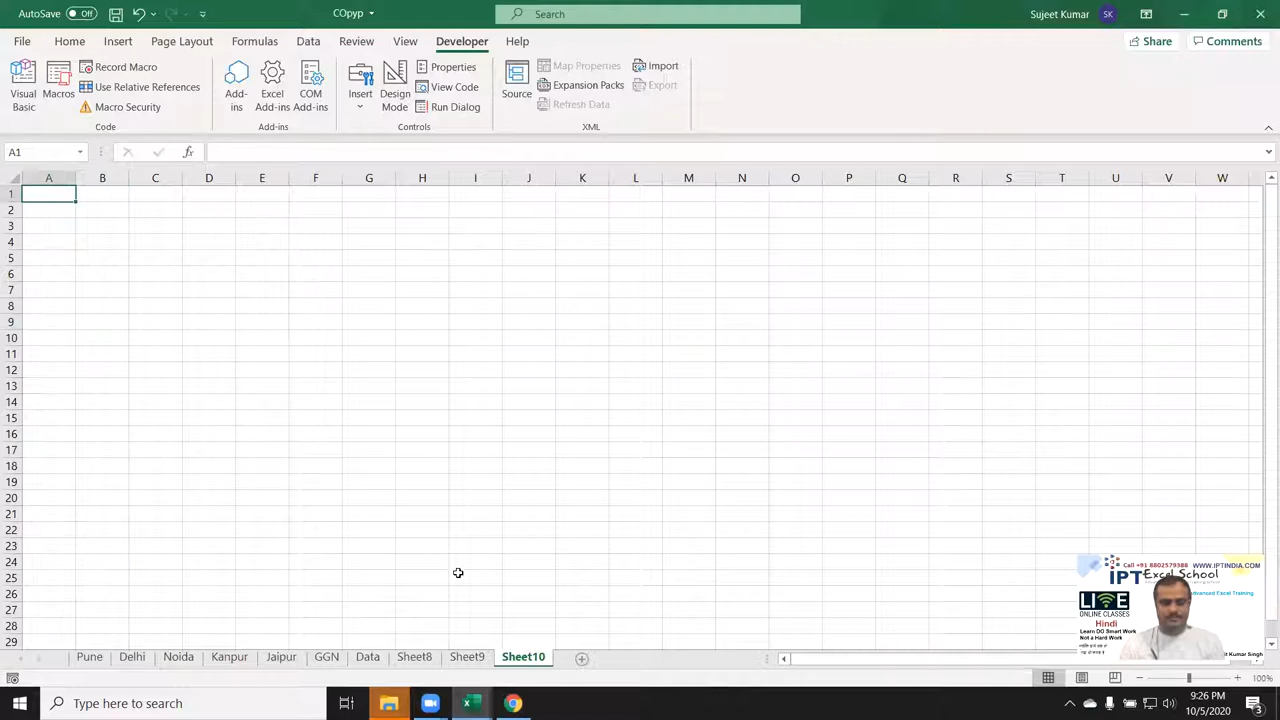 AutoSave Off COpyp Search Sujeet Kumar SK
File Home Insert Page Layout Formulas Data Review View Developer Help Share Comments
Visual Basic
Macros
Record Macro
Use Relative References
Macro Security
Code
Add-ins
Excel Add-ins
COM Add-ins
Add-ins
Insert
Design Mode
Properties
View Code
Run Dialog
Controls
Source
Map Properties
Expansion Packs
Refresh Data
Import
Export
XML
A1 fx
A B C D E F G H I J K L M N O P Q R S T U V W
1
2
3
4
5
6
7
8
9
10
11
12
13
14
15
16
17
18
19
20
21
22
23
24
25
26
27
28
29
Call +91 8802579388 WWW.IPTINDIA.COM
IPT Excel School
LIVE
ONLINE CLASSES
Advanced Excel Training
Hindi
Learn DO Smart Work
Not a Hard Work
it Kumar Singh
Pune Delhi Noida Kanpur Jaipur GGN Data Sheet8 Sheet9 Sheet10
100%
Type here to search
9:26 PM
10/5/2020
3